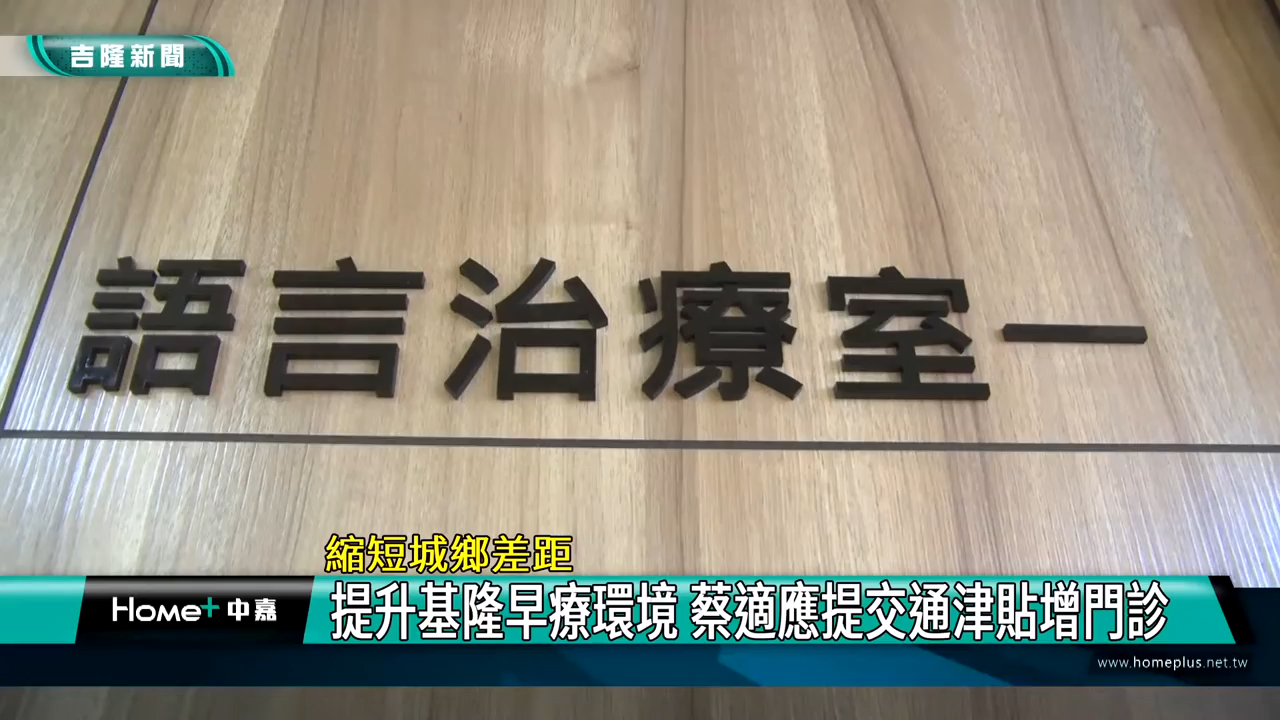 吉隆新聞
語言治療室一
縮短城鄉差距
提升基隆早療環境 蔡適應提交通津貼增門診
Home+中嘉
www.homeplus.net.tw